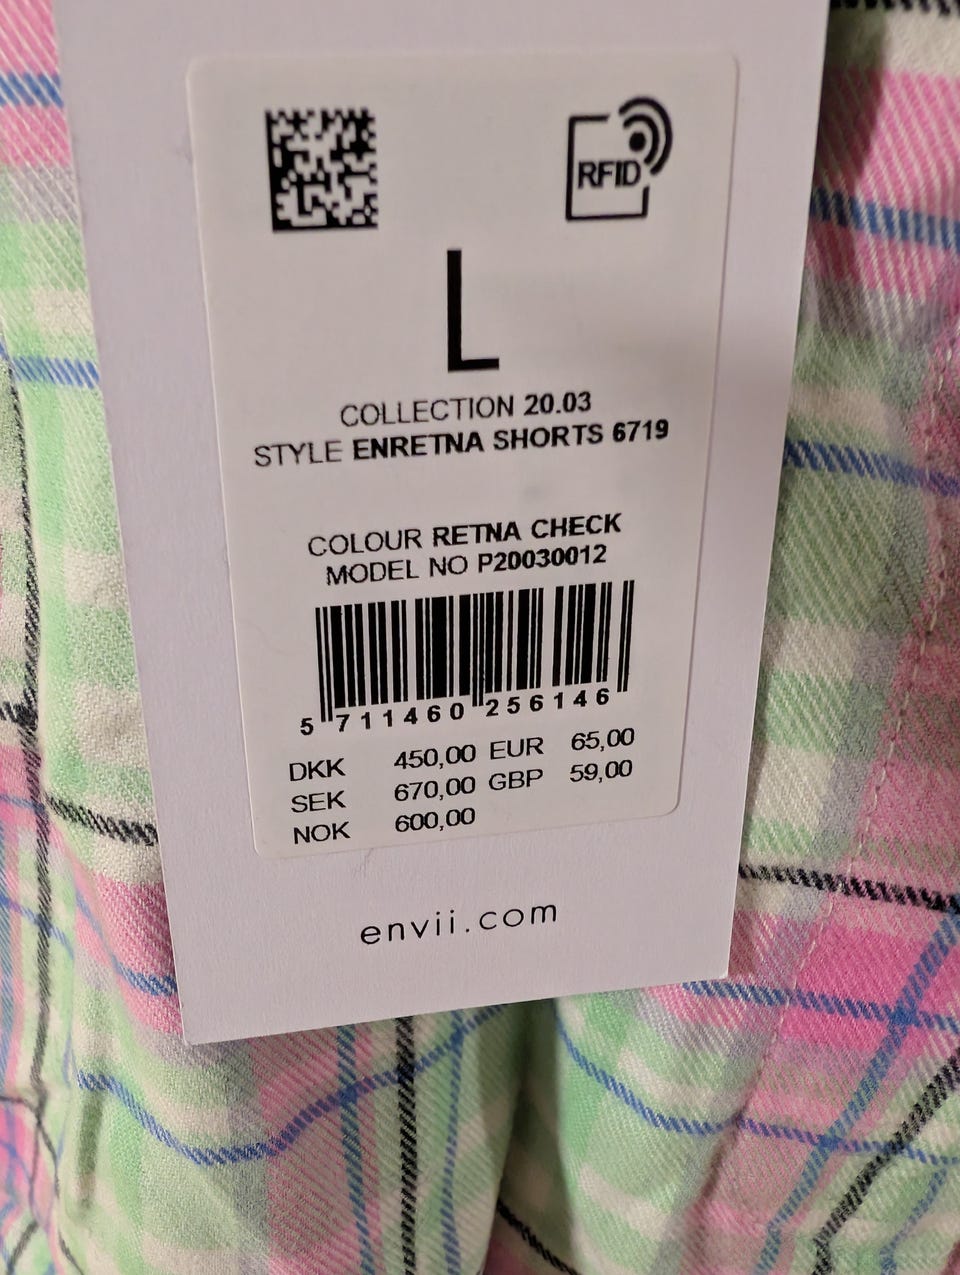 RFID
L
COLLECTION 20.03
STYLE ENRETNA SHORTS 6719
COLOUR RETNA CHECK
MODEL NO P20030012
5 711460 256146
DKK 450,00 EUR 65,00
SEK 670,00 GBP 59,00
NOK 600,00
envii.com